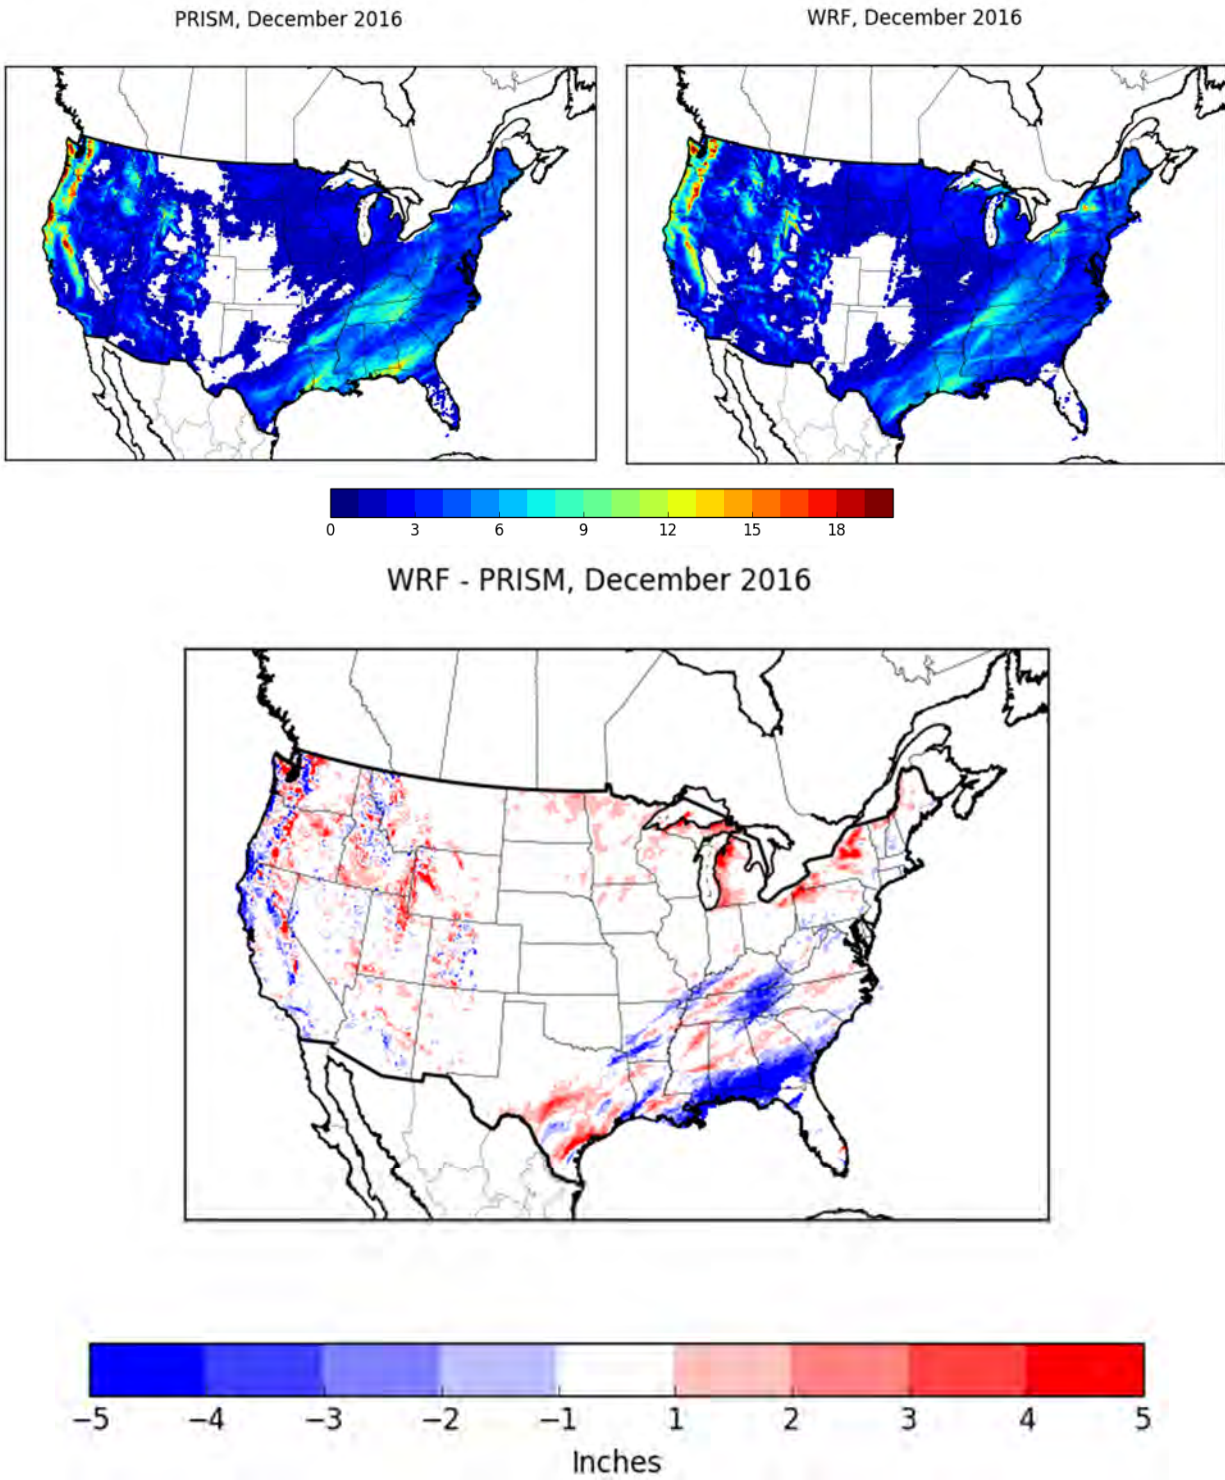 PRISM, December 2016
WRF, December 2016
0 3 6 9 12 15 18
WRF - PRISM, December 2016
−5 −4 −3 −2 −1 1 2 3 4 5
Inches